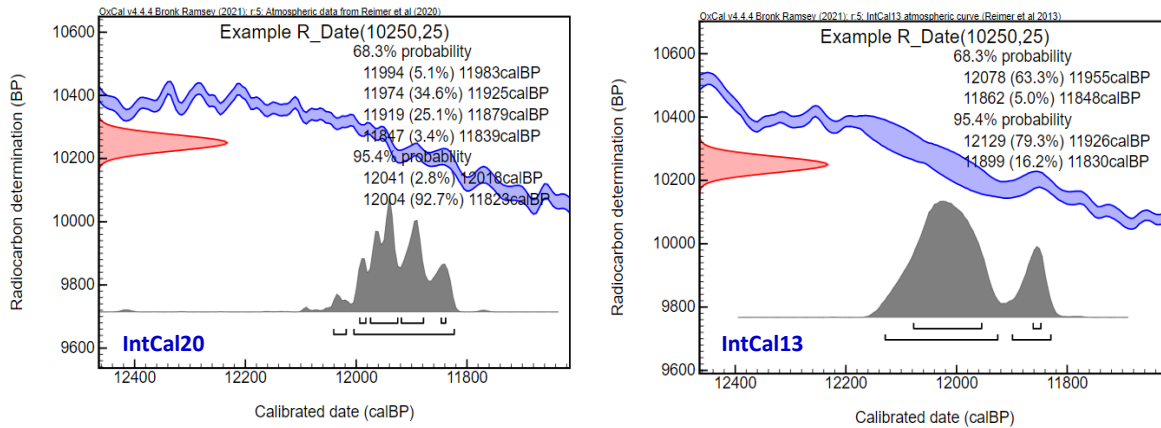 OxCal v4.4.4 Bronk Ramsey (2021); r:5; Atmospheric data from Reimer et al (2020)
Example R_Date(10250,25)
68.3% probability
11994 (5.1%) 11983calBP
11974 (34.6%) 11925calBP
11919 (25.1%) 11879calBP
11847 (3.4%) 11839calBP
95.4% probability
12041 (2.8%) 12018calBP
12004 (92.7%) 11823calBP
Radiocarbon determination (BP)
10600
10400
10200
10000
9800
9600
IntCal20
12400
12200
12000
11800
Calibrated date (calBP)
OxCal v4.4.4 Bronk Ramsey (2021); r:5; IntCal13 atmospheric curve (Reimer et al 2013)
Example R_Date(10250,25)
68.3% probability
12078 (63.3%) 11955calBP
11862 (5.0%) 11848calBP
95.4% probability
12129 (79.3%) 11926calBP
11899 (16.2%) 11830calBP
Radiocarbon determination (BP)
10600
10400
10200
10000
9800
9600
IntCal13
12400
12200
12000
11800
Calibrated date (calBP)